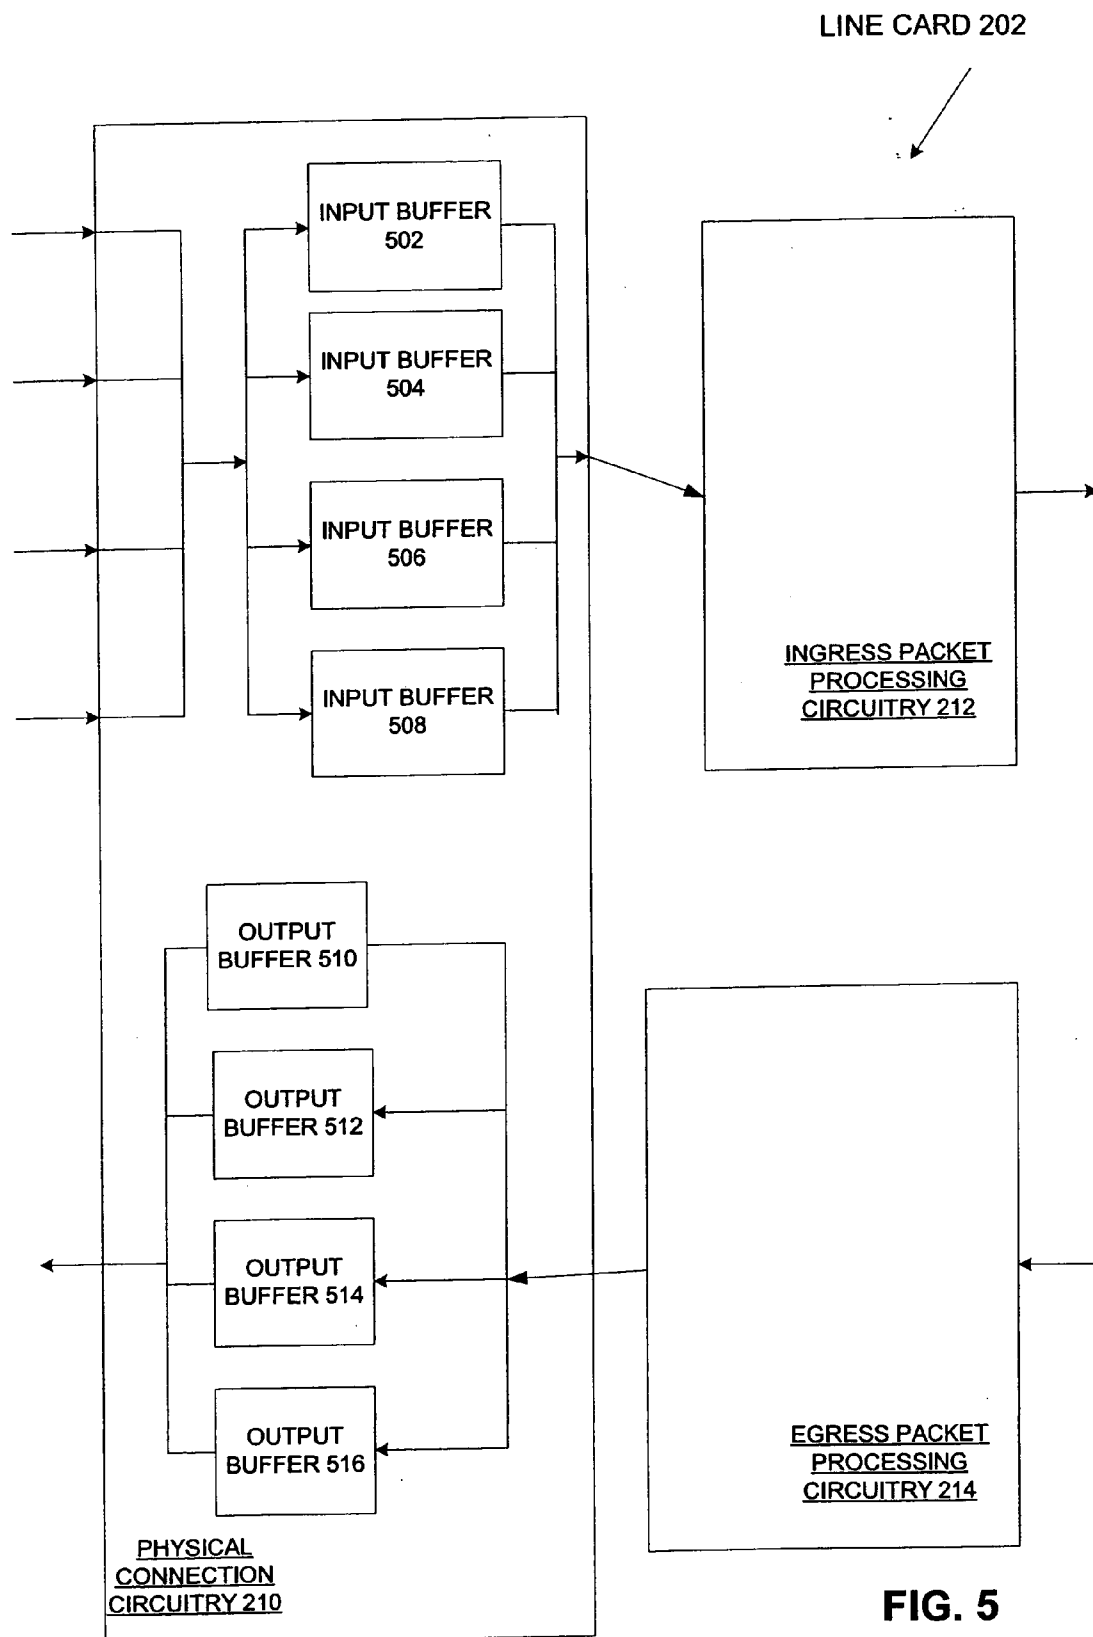 LINE CARD 202
INPUT BUFFER
502
INPUT BUFFER
504
INPUT BUFFER
506
INPUT BUFFER
508
INGRESS PACKET
PROCESSING
CIRCUITRY 212
OUTPUT
BUFFER 510
OUTPUT
BUFFER 512
OUTPUT
BUFFER 514
OUTPUT
BUFFER 516
EGRESS PACKET
PROCESSING
CIRCUITRY 214
PHYSICAL
CONNECTION
CIRCUITRY 210
FIG. 5